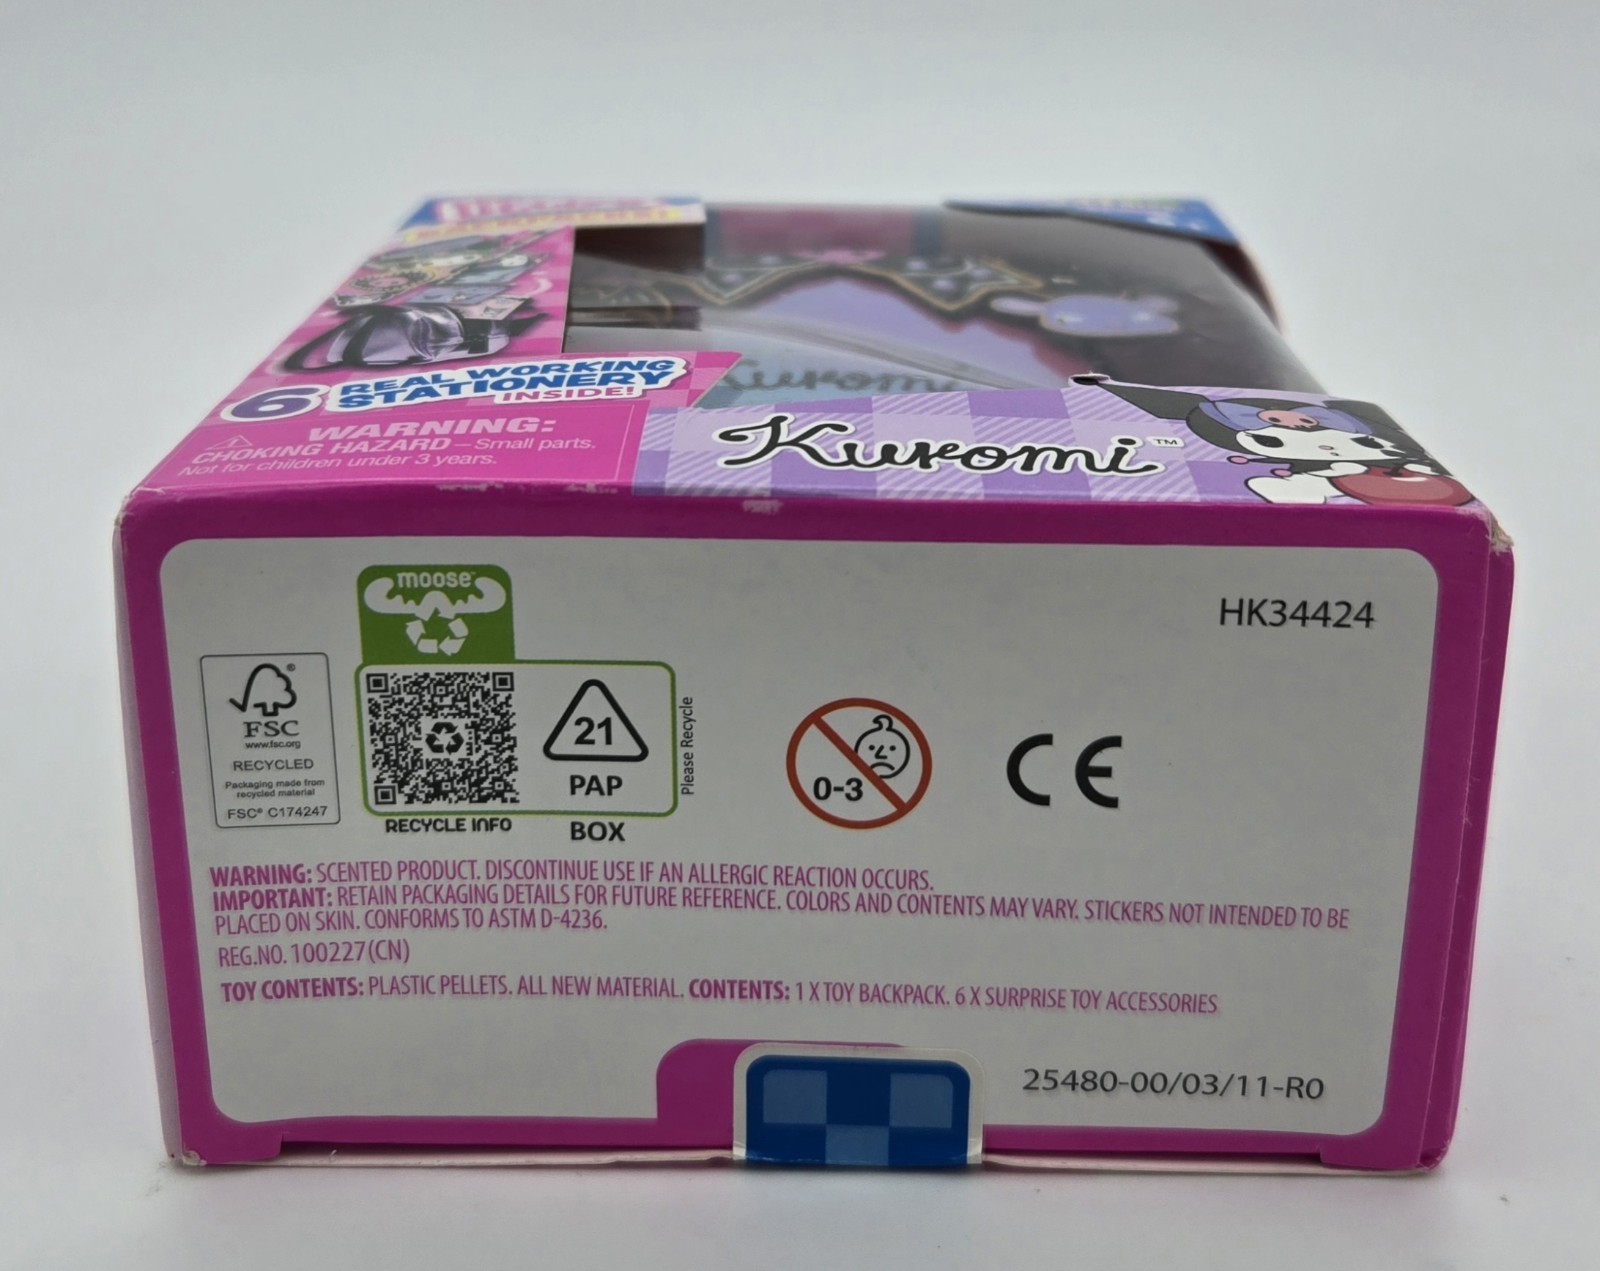 6 REAL WORKING
STATIONERY
INSIDE!
WARNING:
CHOKING HAZARD – Small parts.
Not for children under 3 years.
Kuromi
Kuromi™
moose™
HK34424
FSC®
www.fsc.org
RECYCLED
Packaging made from
recycled material
FSC® C174247
RECYCLE INFO
21
PAP
BOX
Please Recycle
0-3
CE
WARNING: SCENTED PRODUCT. DISCONTINUE USE IF AN ALLERGIC REACTION OCCURS.
IMPORTANT: RETAIN PACKAGING DETAILS FOR FUTURE REFERENCE. COLORS AND CONTENTS MAY VARY. STICKERS NOT INTENDED TO BE
PLACED ON SKIN. CONFORMS TO ASTM D-4236.
REG.NO. 100227(CN)
TOY CONTENTS: PLASTIC PELLETS. ALL NEW MATERIAL. CONTENTS: 1 X TOY BACKPACK. 6 X SURPRISE TOY ACCESSORIES
25480-00/03/11-R0